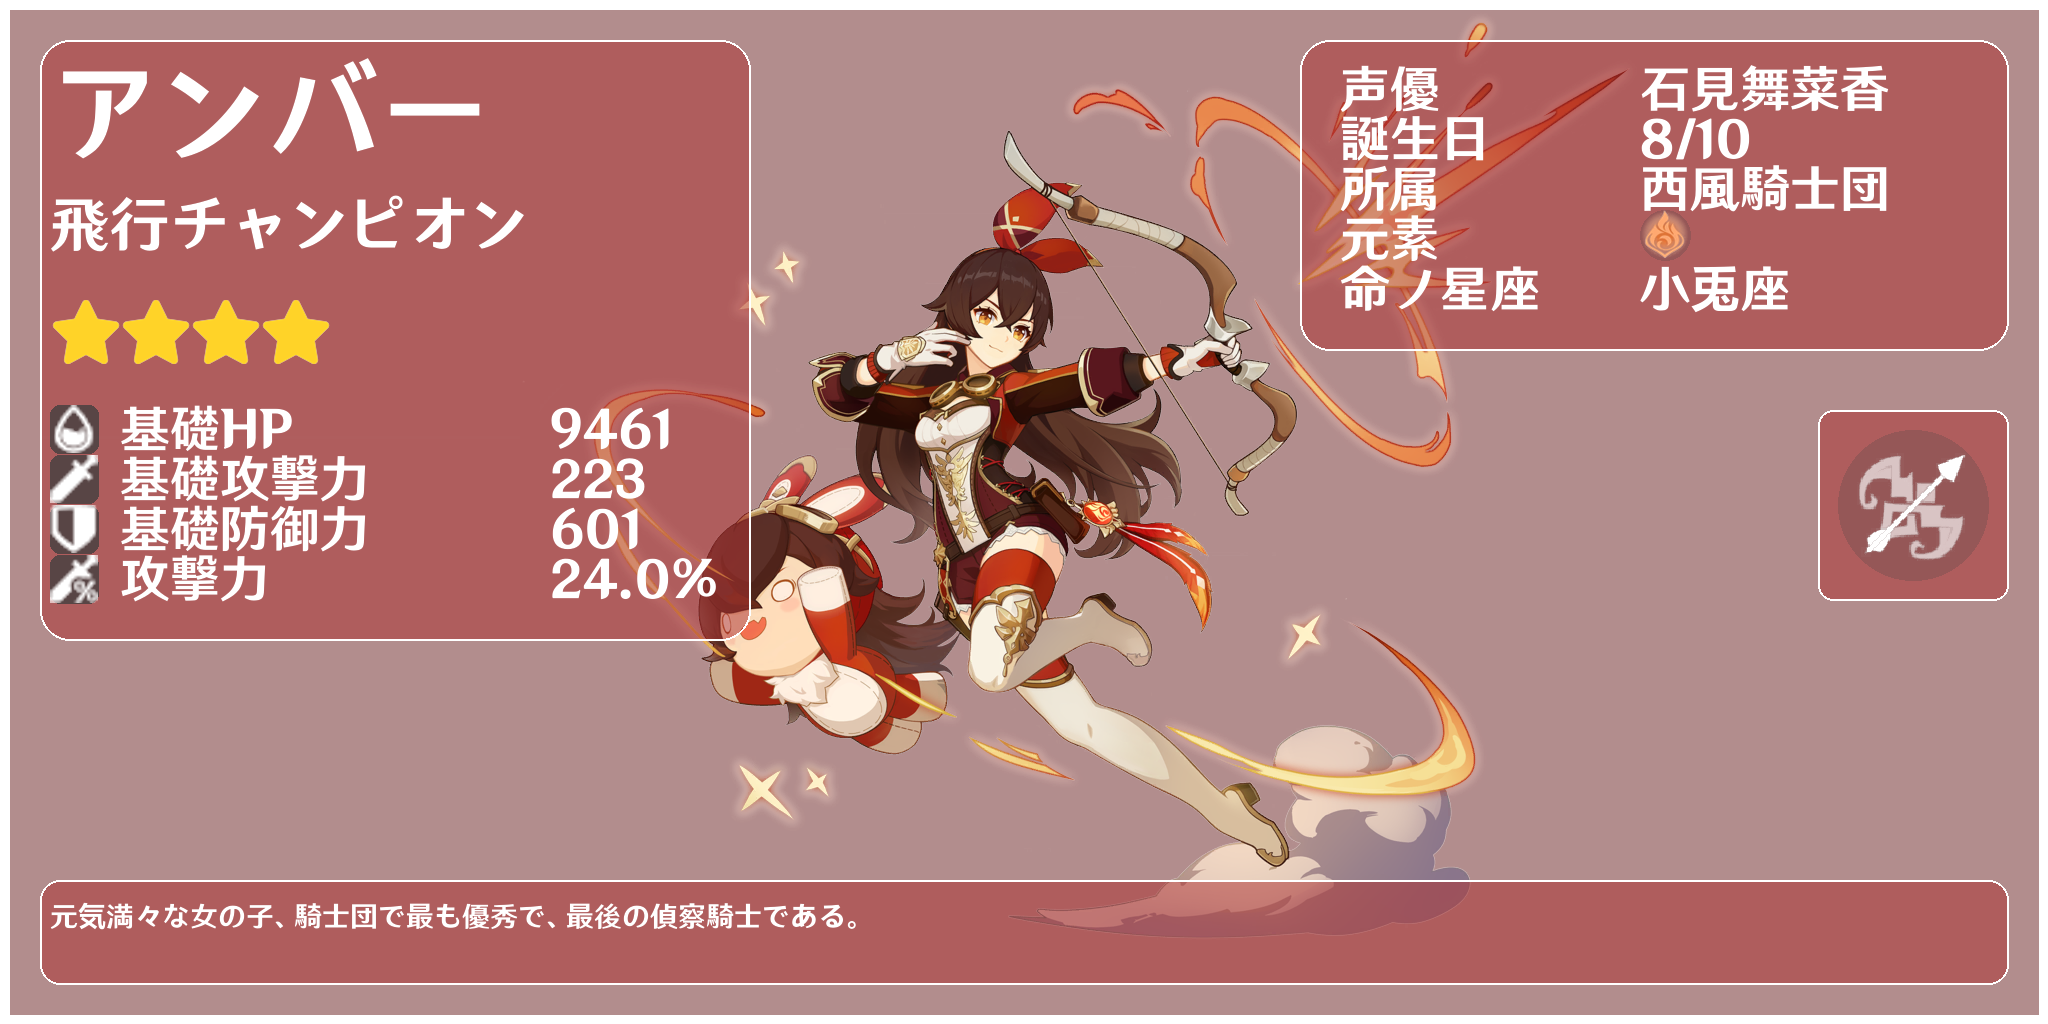 アンバー
飛行チャンピオン
基礎HP 9461
基礎攻撃力 223
基礎防御力 601
攻撃力 24.0%
声優 石見舞菜香
誕生日 8/10
所属 西風騎士団
元素
命ノ星座 小兎座
元気満々な女の子、騎士団で最も優秀で、最後の偵察騎士である。